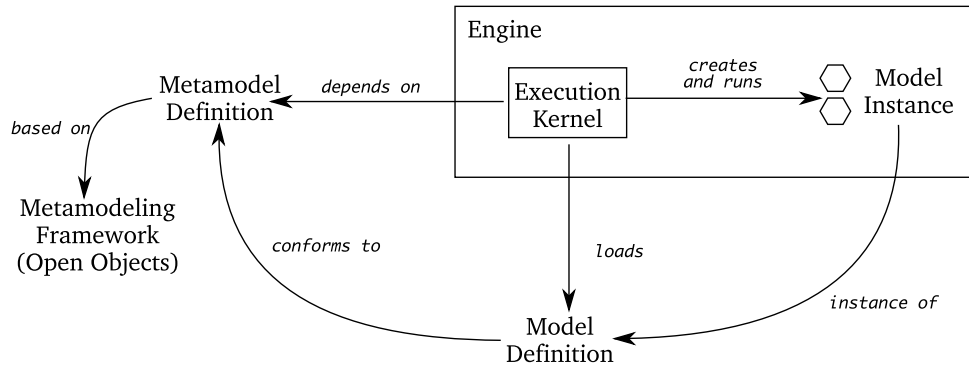 Engine
Metamodel
Definition
depends on
Execution
Kernel
creates
and runs
Model
Instance
based on
Metamodeling
Framework
(Open Objects)
conforms to
loads
instance of
Model
Definition